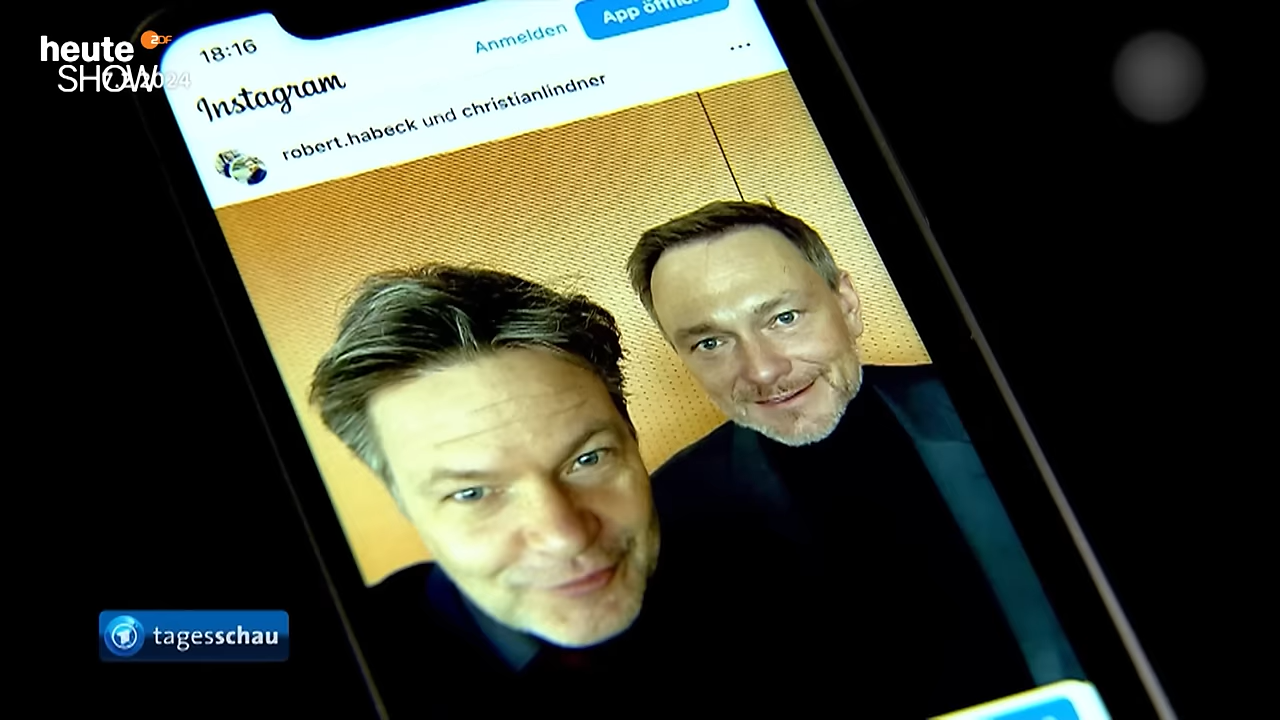 heute
ZDF
SHOW
18:16
Anmelden
App öffnen
Instagram
...
robert.habeck und christianlindner
tagesschau